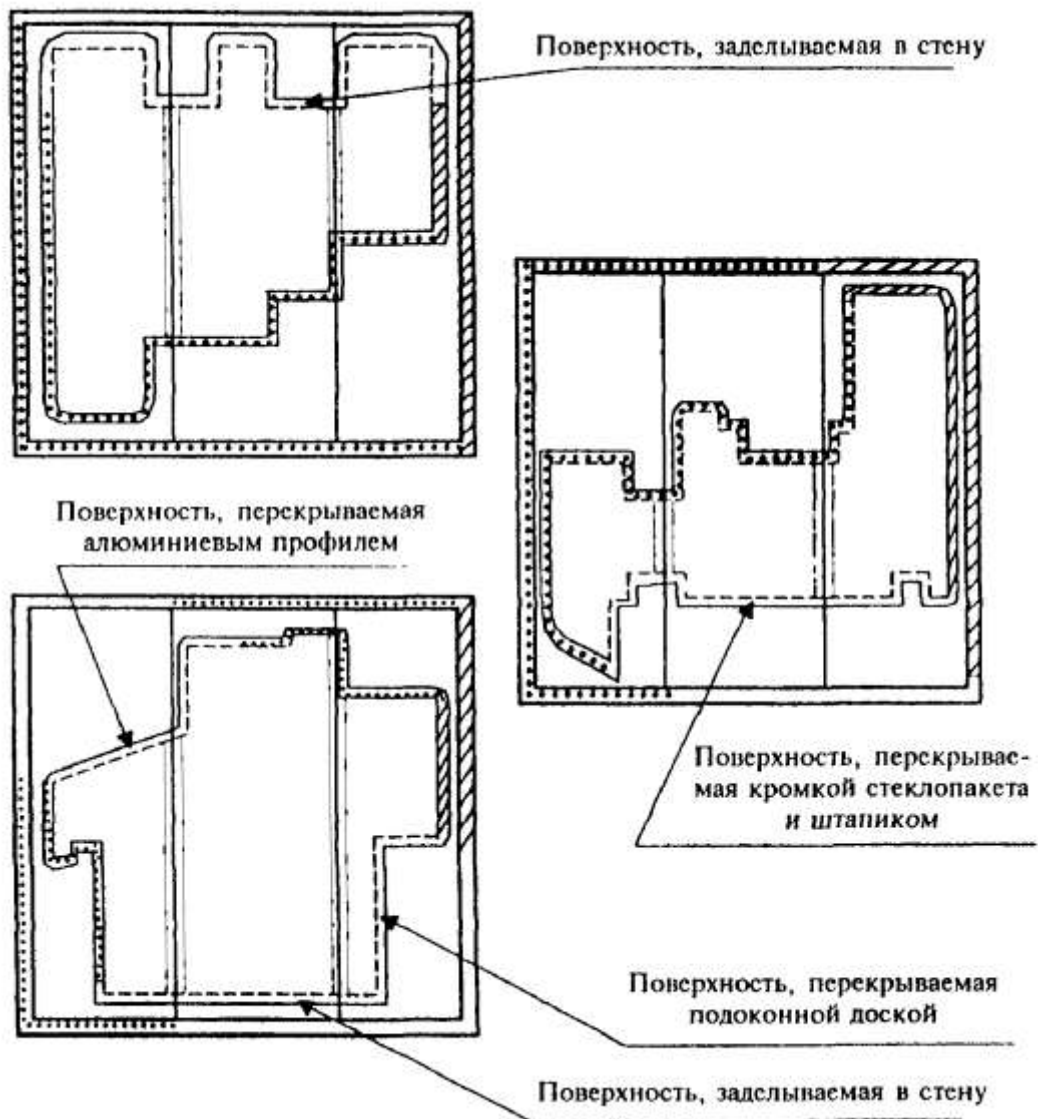 Поверхность, заделываемая в стену
Поверхность, перекрываемая
алюминиевым профилем
Поверхность, перекрывае-
мая кромкой стеклопакета
и штапиком
Поверхность, перекрываемая
подоконной доской
Поверхность, заделываемая в стену